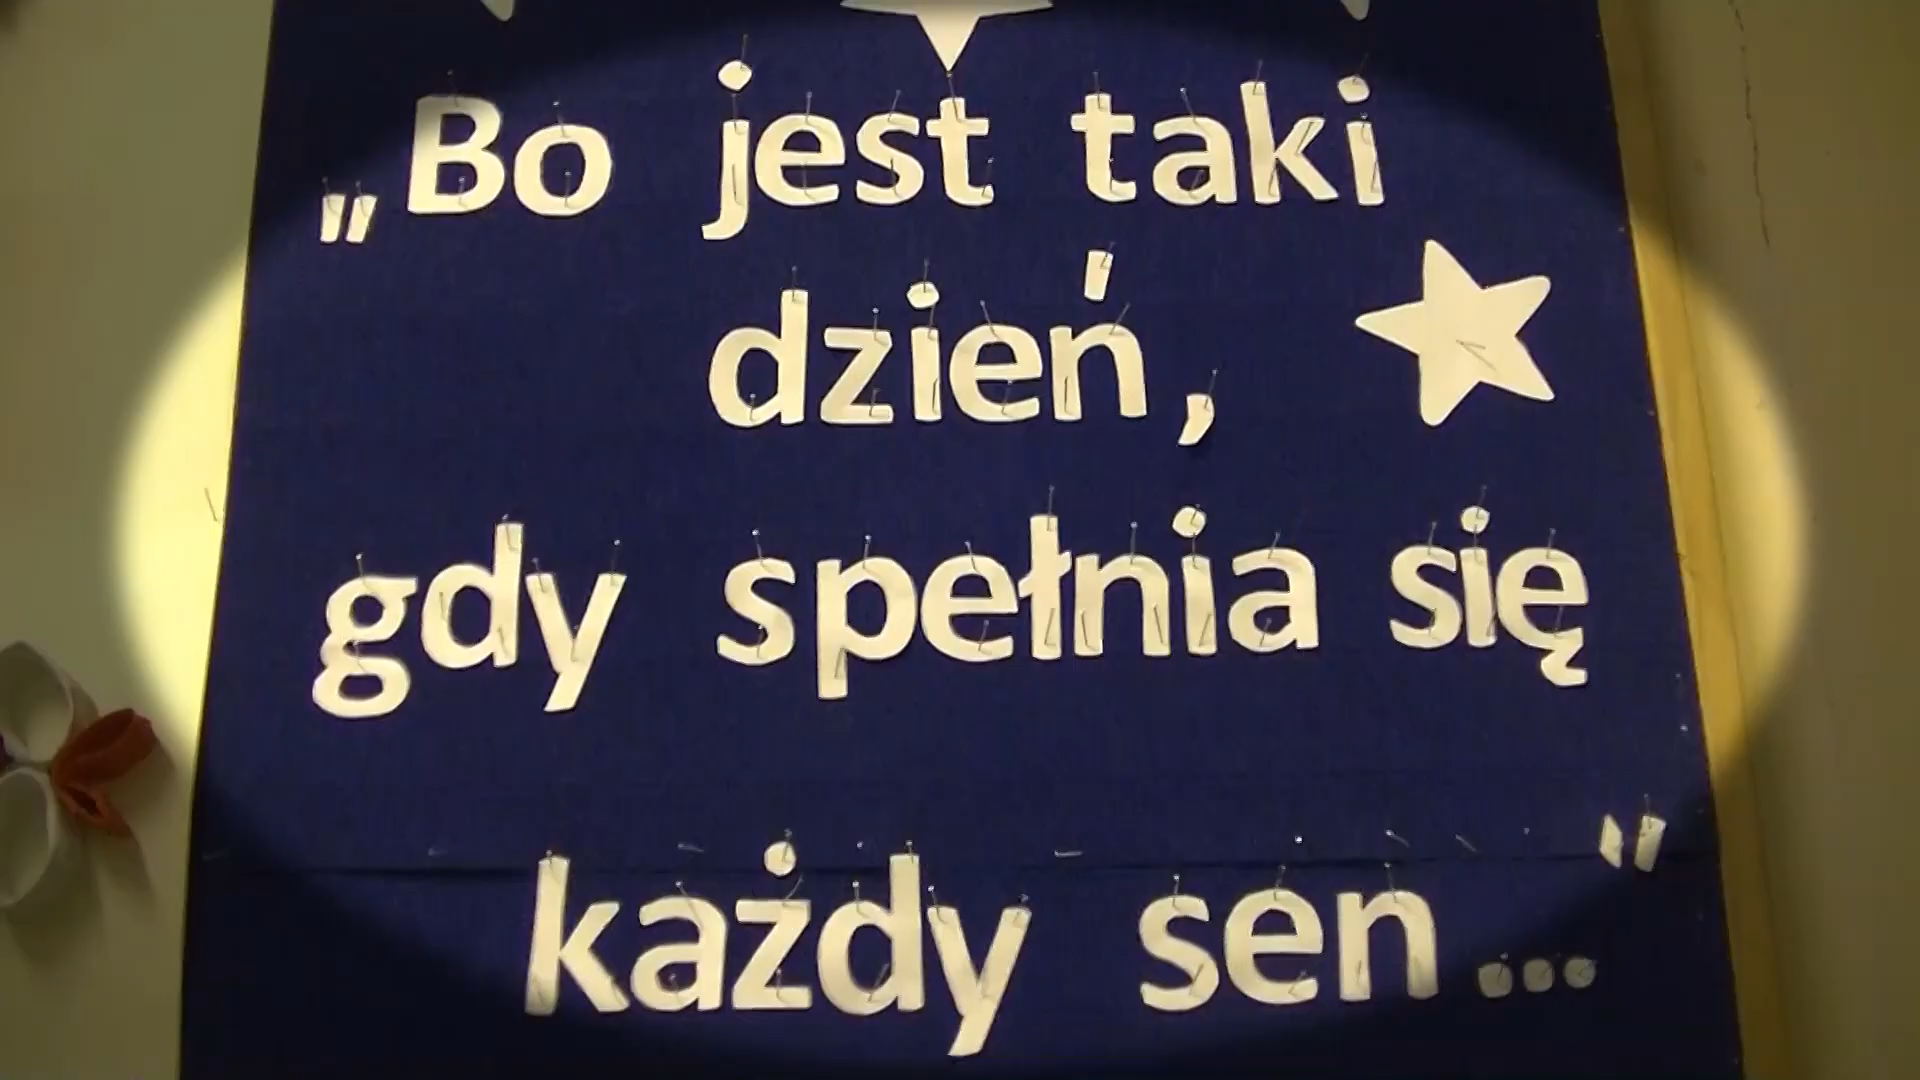 „Bo jest taki
dzień,
gdy spełnia się
każdy sen..."